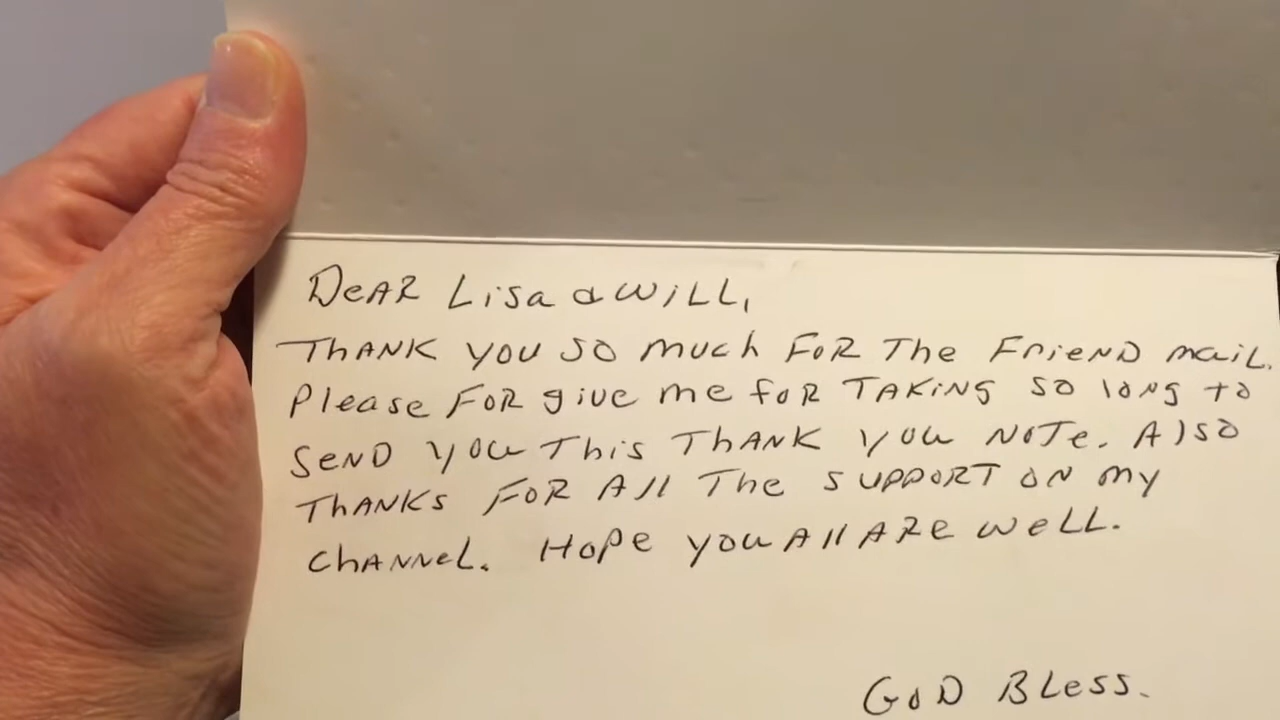 Dear Lisa & Will,
Thank you so much for the Friend mail.
Please forgive me for taking so long to
send you this thank you note. Also
thanks for all the support on my
channel. Hope you all are well.
God Bless.